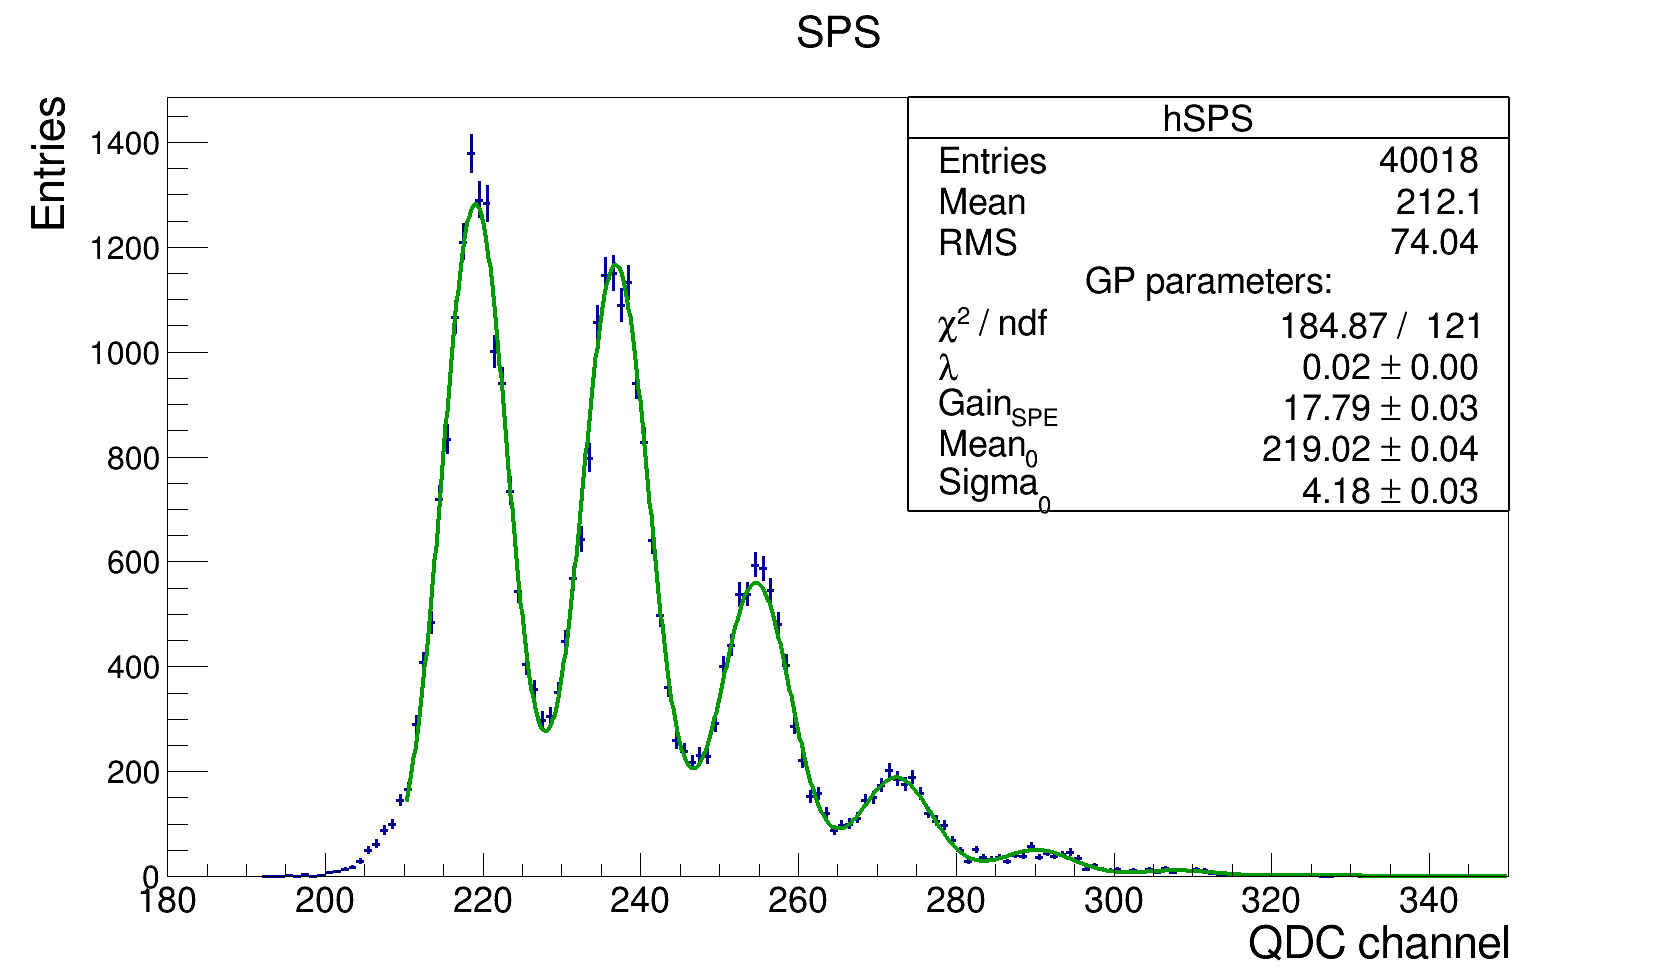 SPS
Entries
1400
1200
1000
800
600
400
200
0
180 200 220 240 260 280 300 320 340
QDC channel
hSPS
Entries 40018
Mean 212.1
RMS 74.04
GP parameters:
χ² / ndf 184.87 / 121
λ 0.02 ± 0.00
Gain_SPE 17.79 ± 0.03
Mean₀ 219.02 ± 0.04
Sigma₀ 4.18 ± 0.03